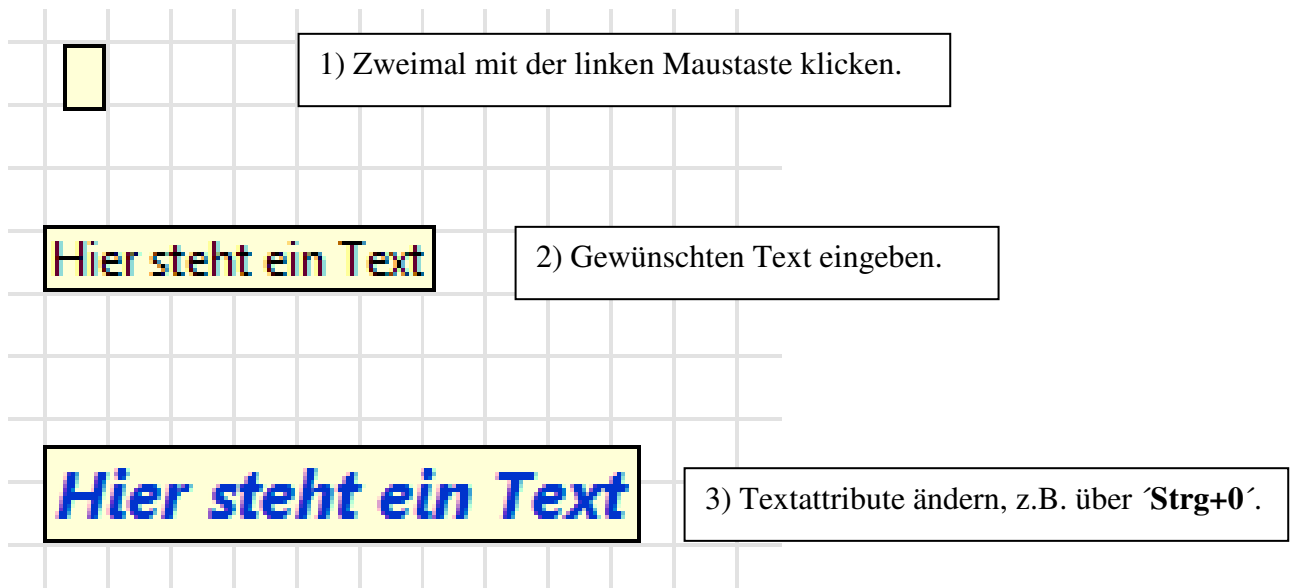 1) Zweimal mit der linken Maustaste klicken.
Hier steht ein Text
2) Gewünschten Text eingeben.
Hier steht ein Text
3) Textattribute ändern, z.B. über ´Strg+0´.